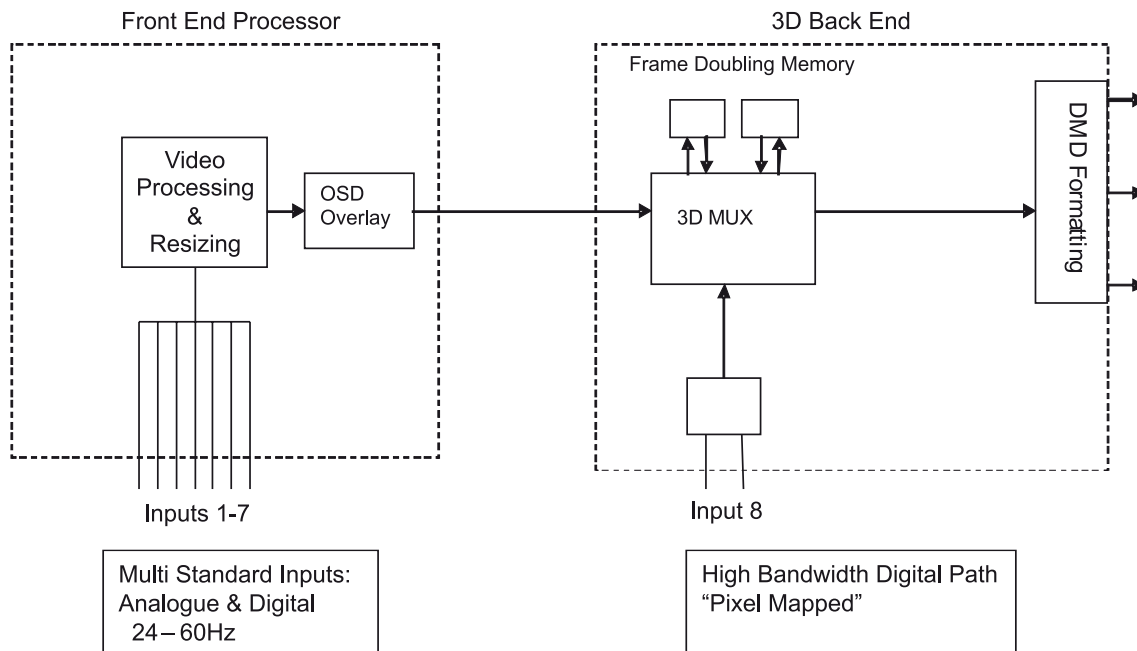 Front End Processor
3D Back End
Frame Doubling Memory
Video
Processing
&
Resizing
OSD
Overlay
3D MUX
DMD Formatting
Inputs 1-7
Input 8
Multi Standard Inputs:
Analogue & Digital
24–60Hz
High Bandwidth Digital Path
“Pixel Mapped”